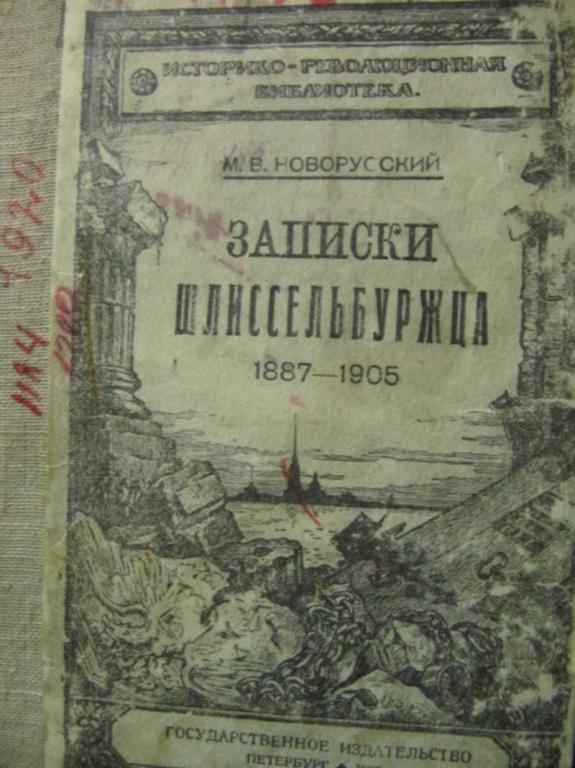 ИСТОРИКО-РЕВОЛЮЦИОННАЯ
БИБЛИОТЕКА.
М. В. НОВОРУССКИЙ
ЗАПИСКИ
ШЛИССЕЛЬБУРЖЦА
1887—1905
ГОСУДАРСТВЕННОЕ ИЗДАТЕЛЬСТВО
ПЕТЕРБУРГ